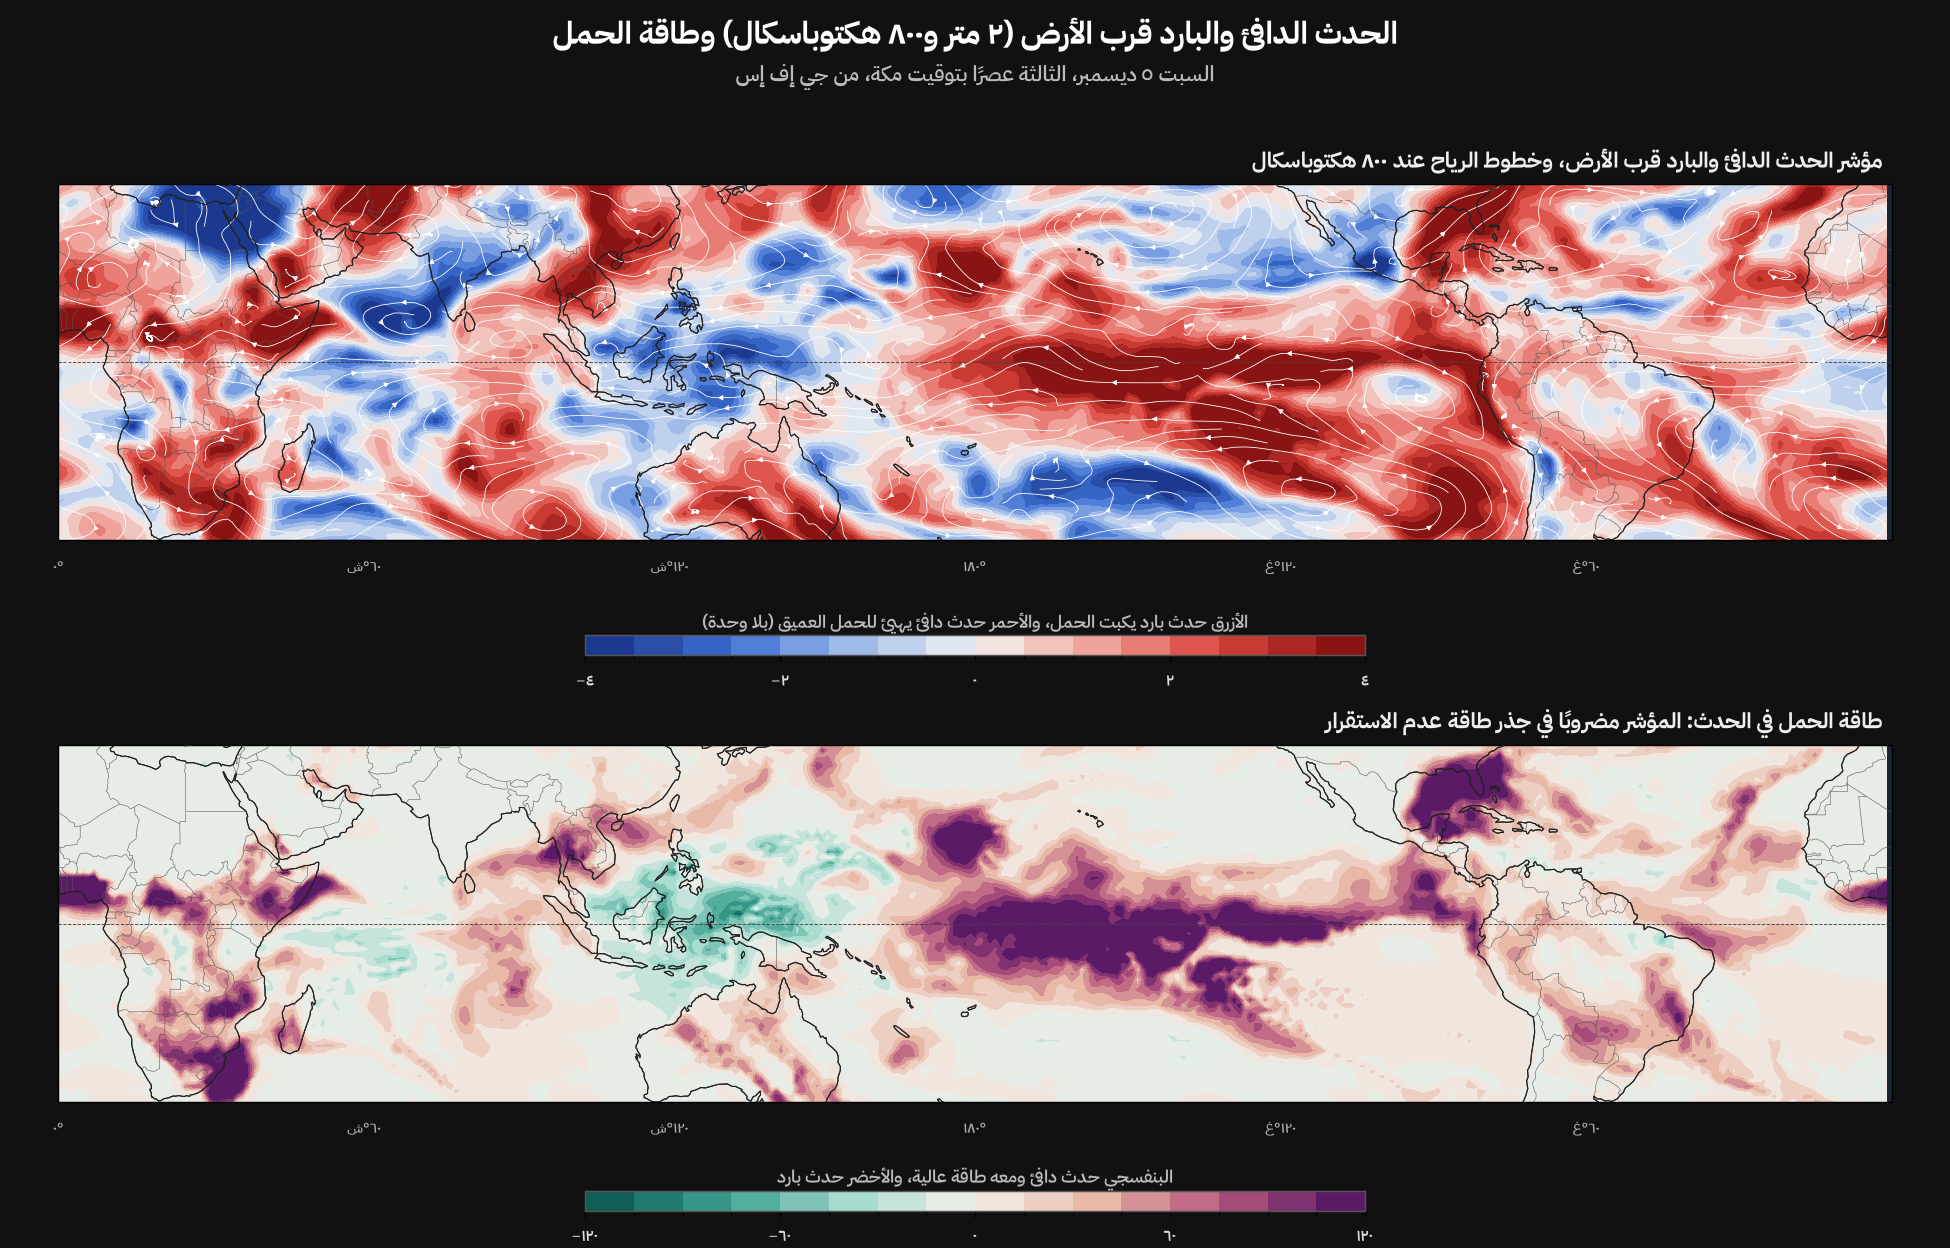 الحدث الدافئ والبارد قرب الأرض (٢ متر و٨٠٠ هكتوباسكال) وطاقة الحمل
السبت ٥ ديسمبر، الثالثة عصرًا بتوقيت مكة، من جي إف إس
مؤشر الحدث الدافئ والبارد قرب الأرض، وخطوط الرياح عند ٨٠٠ هكتوباسكال
٠° ٦٠°ش ١٢٠°ش ١٨٠° ١٢٠°غ ٦٠°غ
الأزرق حدث بارد يكبت الحمل، والأحمر حدث دافئ يهيئ للحمل العميق (بلا وحدة)
−٤ −٢ ٠ ٢ ٤
طاقة الحمل في الحدث: المؤشر مضروبًا في جذر طاقة عدم الاستقرار
٠° ٦٠°ش ١٢٠°ش ١٨٠° ١٢٠°غ ٦٠°غ
البنفسجي حدث دافئ ومعه طاقة عالية، والأخضر حدث بارد
−١٢٠ −٦٠ ٠ ٦٠ ١٢٠